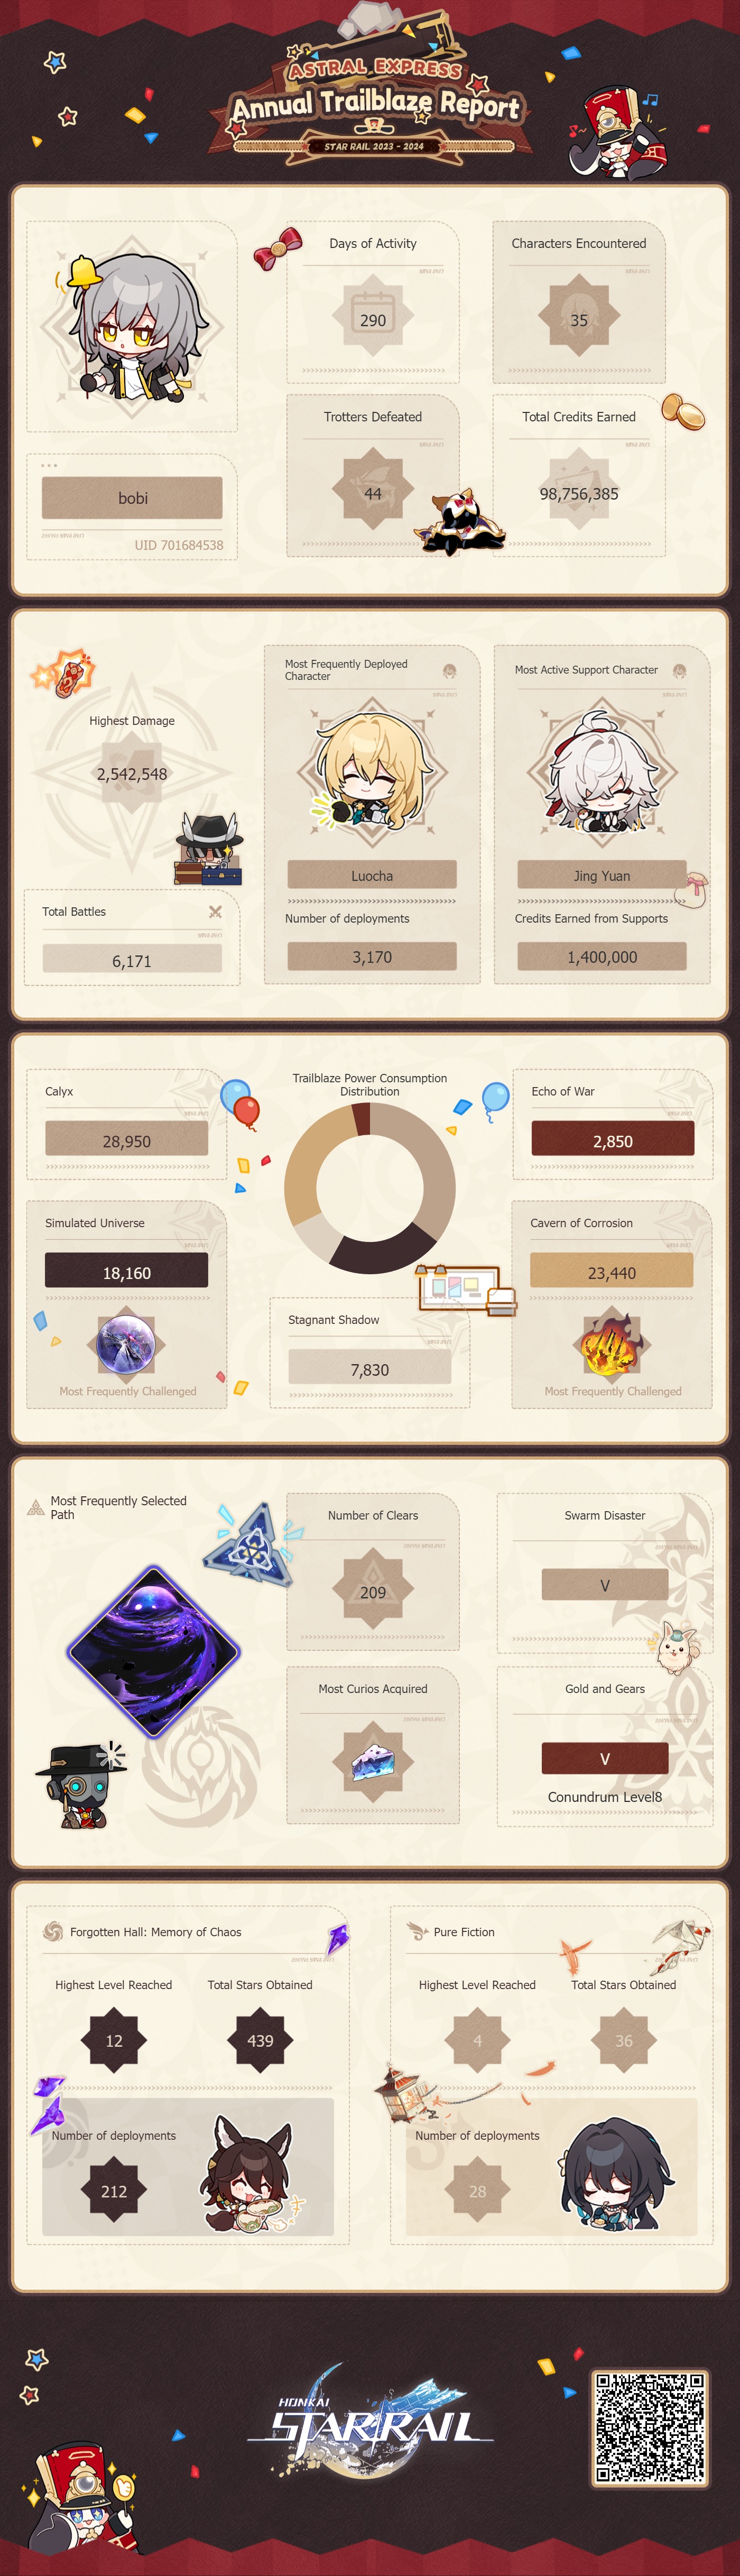 ASTRAL EXPRESS
Annual Trailblaze Report
STAR RAIL 2023 - 2024
Days of Activity
290
Characters Encountered
35
Trotters Defeated
44
Total Credits Earned
98,756,385
bobi
UID 701684538
Highest Damage
2,542,548
Total Battles
6,171
Most Frequently Deployed
Character
Luocha
Number of deployments
3,170
Most Active Support Character
Jing Yuan
Credits Earned from Supports
1,400,000
Trailblaze Power Consumption
Distribution
Calyx
28,950
Echo of War
2,850
Simulated Universe
18,160
Most Frequently Challenged
Cavern of Corrosion
23,440
Most Frequently Challenged
Stagnant Shadow
7,830
Most Frequently Selected
Path
Number of Clears
209
Swarm Disaster
V
Most Curios Acquired
Gold and Gears
V
Conundrum Level8
Forgotten Hall: Memory of Chaos
Highest Level Reached
12
Total Stars Obtained
439
Number of deployments
212
Pure Fiction
Highest Level Reached
4
Total Stars Obtained
36
Number of deployments
28
HONKAI
STAR RAIL